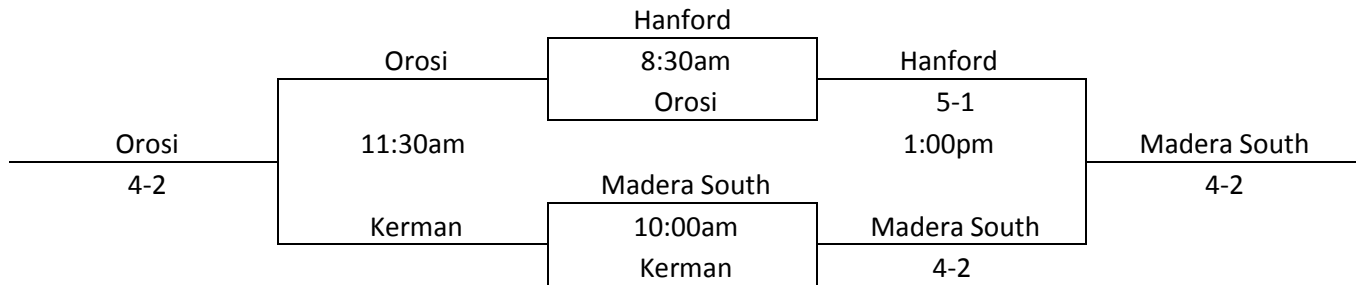 Hanford
Orosi 8:30am Hanford
Orosi 5-1
Orosi 11:30am 1:00pm Madera South
4-2 Madera South 4-2
Kerman 10:00am Madera South
Kerman 4-2